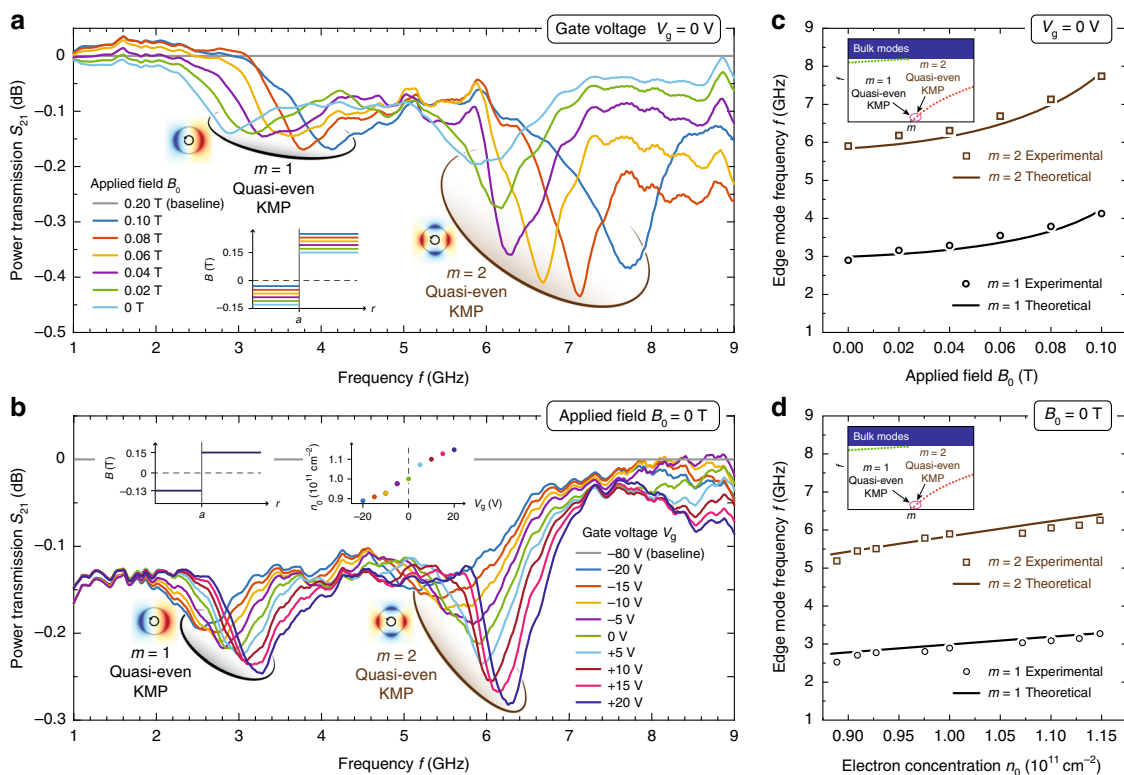 a
Gate voltage Vg = 0 V
Power transmission S21 (dB)
0
−0.1
−0.2
−0.3
−0.4
−0.5
1 2 3 4 5 6 7 8 9
Frequency f (GHz)
Applied field B0
0.20 T (baseline)
0.10 T
0.08 T
0.06 T
0.04 T
0.02 T
0 T
m = 1
Quasi-even
KMP
m = 2
Quasi-even
KMP
B (T)
0.15
0
−0.15
a
r
b
Applied field B0 = 0 T
Power transmission S21 (dB)
0
−0.1
−0.2
−0.3
1 2 3 4 5 6 7 8 9
Frequency f (GHz)
B (T)
0.15
0
−0.13
a
r
n0 (10¹¹ cm−2)
1.1
1.0
0.9
−20 0 20
Vg (V)
m = 1
Quasi-even
KMP
m = 2
Quasi-even
KMP
Gate voltage Vg
−80 V (baseline)
−20 V
−15 V
−10 V
−5 V
0 V
+5 V
+10 V
+15 V
+20 V
c
Vg = 0 V
Edge mode frequency f (GHz)
9
8
7
6
5
4
3
2
1
0
0.00 0.02 0.04 0.06 0.08 0.10
Applied field B0 (T)
Bulk modes
f
m = 1
Quasi-even
KMP
m = 2
Quasi-even
KMP
m
m = 2 Experimental
m = 2 Theoretical
m = 1 Experimental
m = 1 Theoretical
d
B0 = 0 T
Edge mode frequency f (GHz)
9
8
7
6
5
4
3
2
1
0
0.90 0.95 1.00 1.05 1.10 1.15
Electron concentration n0 (10¹¹ cm−2)
Bulk modes
f
m = 1
Quasi-even
KMP
m = 2
Quasi-even
KMP
m
m = 2 Experimental
m = 2 Theoretical
m = 1 Experimental
m = 1 Theoretical